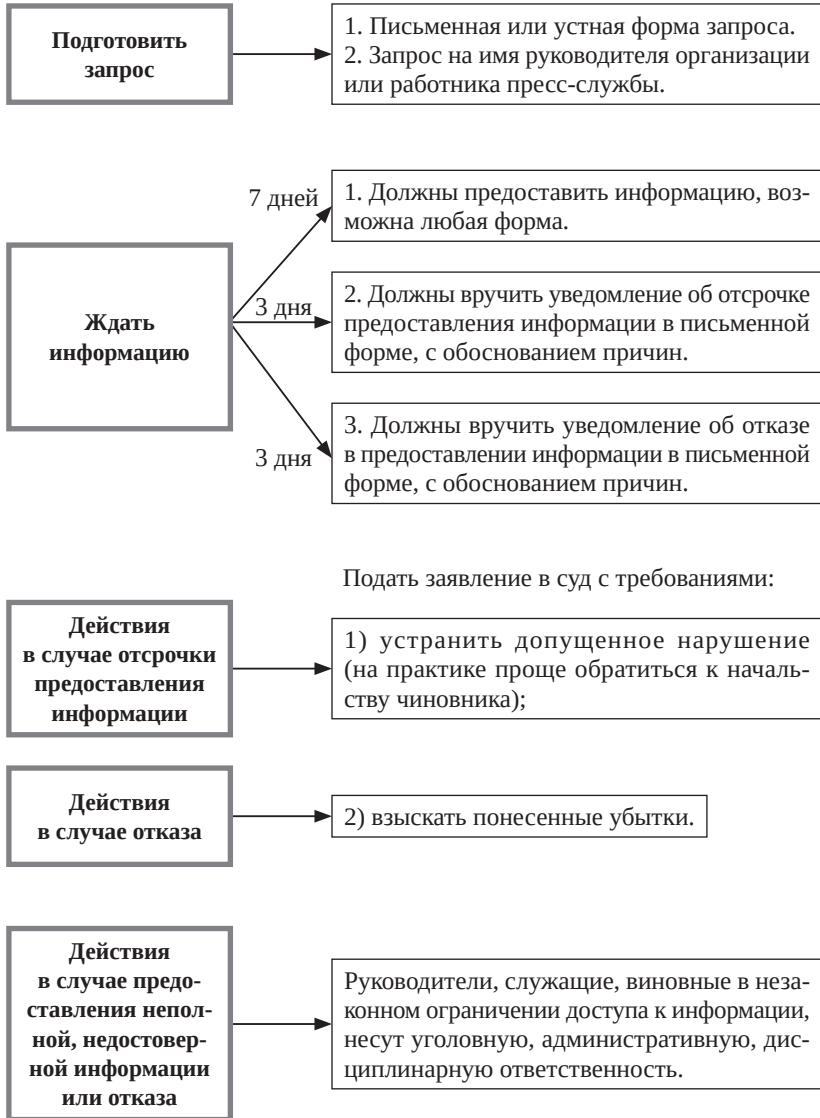 Подготовить
запрос
1. Письменная или устная форма запроса.
2. Запрос на имя руководителя организации
или работника пресс-службы.
Ждать
информацию
7 дней
1. Должны предоставить информацию, воз-
можна любая форма.
3 дня
2. Должны вручить уведомление об отсрочке
предоставления информации в письменной
форме, с обоснованием причин.
3 дня
3. Должны вручить уведомление об отказе
в предоставлении информации в письменной
форме, с обоснованием причин.
Подать заявление в суд с требованиями:
Действия
в случае отсрочки
предоставления
информации
1) устранить допущенное нарушение
(на практике проще обратиться к началь-
ству чиновника);
Действия
в случае отказа
2) взыскать понесенные убытки.
Действия
в случае предо-
ставления непол-
ной, недостовер-
ной информации
или отказа
Руководители, служащие, виновные в неза-
конном ограничении доступа к информации,
несут уголовную, административную, дис-
циплинарную ответственность.